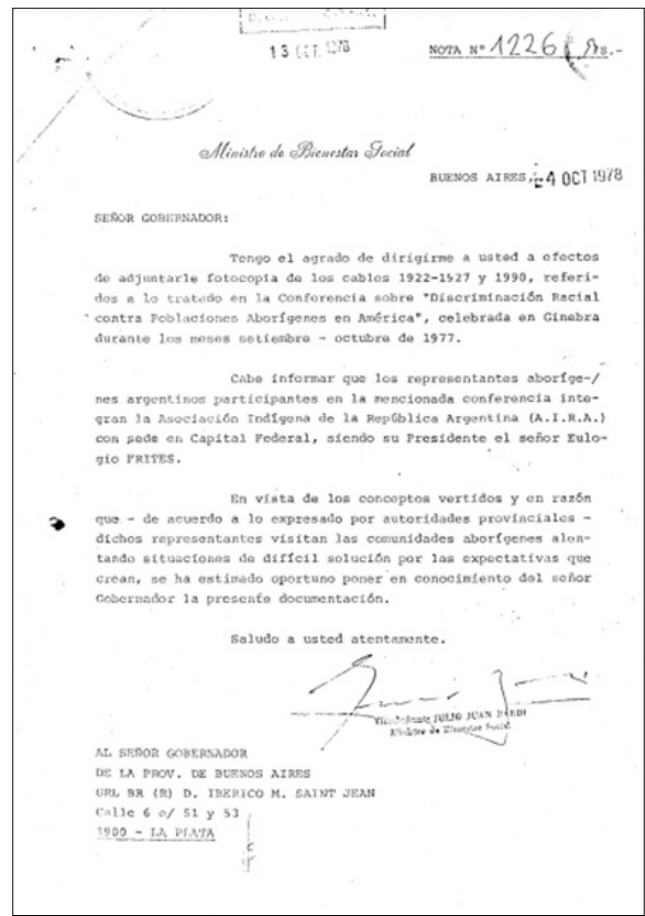 13 OCT. 1978
NOTA Nº 1226
Ministro de Bienestar Social
BUENOS AIRES, -4 OCT 1978
SEÑOR GOBERNADOR:
Tengo el agrado de dirigirme a usted a efectos
de adjuntarle fotocopia de los cables 1922-1927 y 1990, referi-
dos a lo tratado en la Conferencia sobre "Discriminación Racial
contra Poblaciones Aborígenes en América", celebrada en Ginebra
durante los meses setiembre - octubre de 1977.
Cabe informar que los representantes aboríge-/
nes argentinos participantes en la mencionada conferencia inte-
gran la Asociación Indígena de la República Argentina (A.I.R.A.)
con sede en Capital Federal, siendo su Presidente el señor Eulo-
gio FRITES.
En vista de los conceptos vertidos y en razón
que - de acuerdo a lo expresado por autoridades provinciales -
dichos representantes visitan las comunidades aborígenes alen-
tando situaciones de difícil solución por las expectativas que
crean, se ha estimado oportuno poner en conocimiento del señor
Gobernador la presente documentación.
Saludo a usted atentamente.
Vicealmirante JULIO JUAN BARDI
Ministro de Bienestar Social
AL SEÑOR GOBERNADOR
DE LA PROV. DE BUENOS AIRES
GRL BR (R) D. IBERICO M. SAINT JEAN
Calle 6 e/ 51 y 53
1900 - LA PLATA